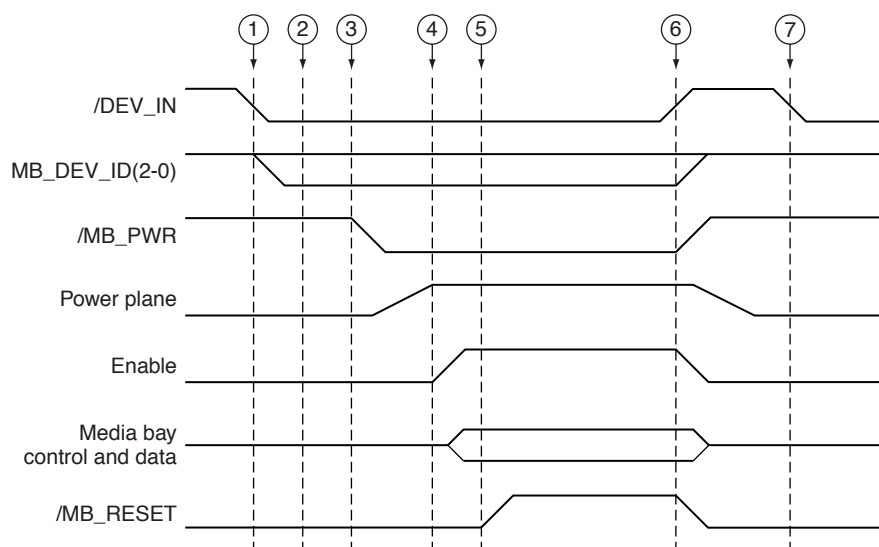 1 2 3 4 5 6 7
/DEV_IN
MB_DEV_ID(2-0)
/MB_PWR
Power plane
Enable
Media bay
control and data
/MB_RESET